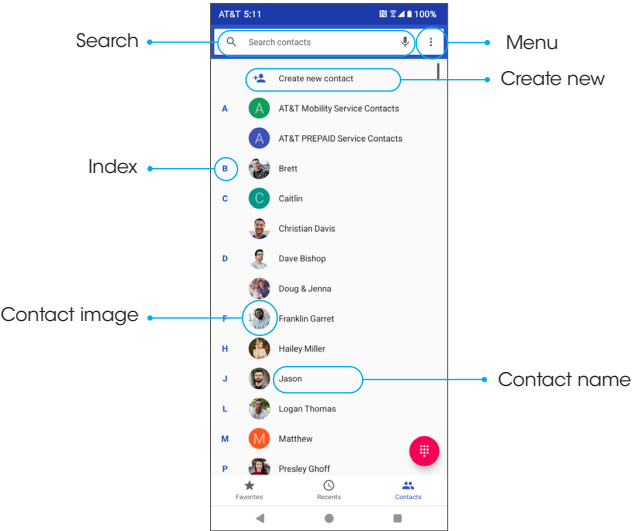 AT&T 5:11 100%
Search Search contacts Menu
Create new contact Create new
A AT&T Mobility Service Contacts
A
A AT&T PREPAID Service Contacts
Index B Brett
C C Caitlin
Christian Davis
D Dave Bishop
Doug & Jenna
Contact image F Franklin Garret
H Hailey Miller
J Jason Contact name
L Logan Thomas
M M Matthew
P Presley Ghoff
Favorites Recents Contacts